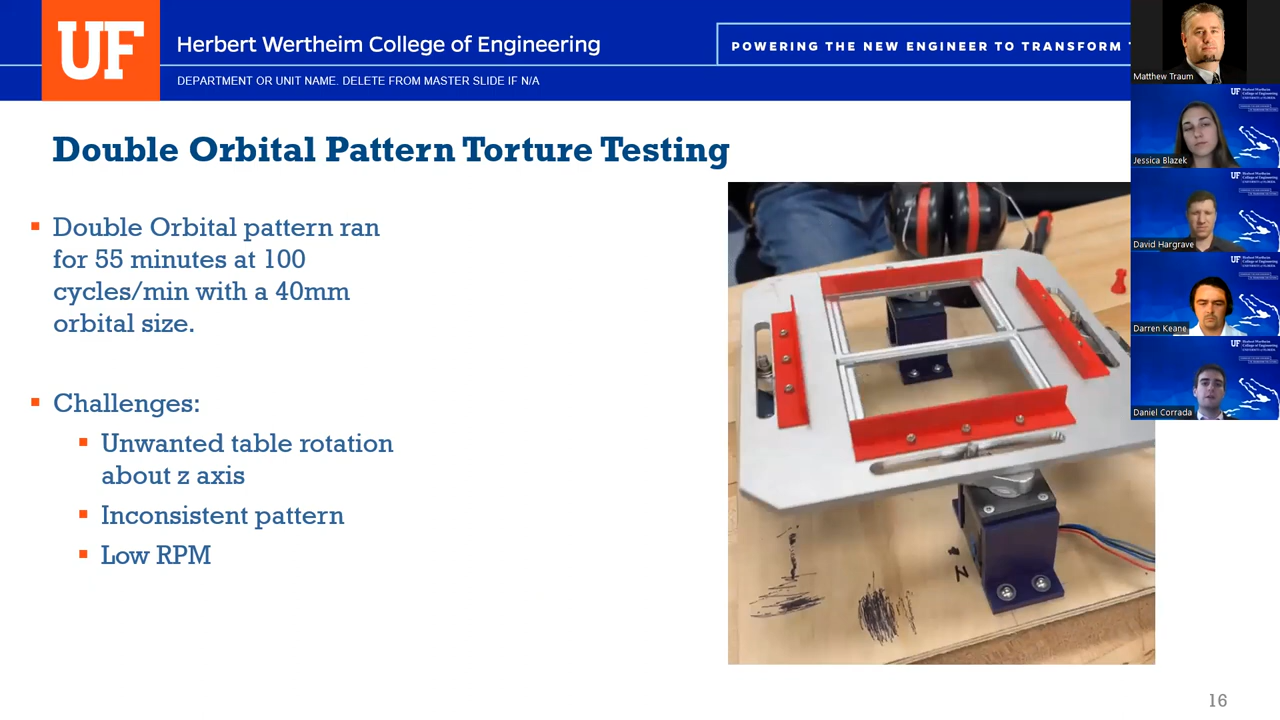 UF
Herbert Wertheim College of Engineering
POWERING THE NEW ENGINEER TO TRANSFORM
DEPARTMENT OR UNIT NAME. DELETE FROM MASTER SLIDE IF N/A
Matthew Traum
Jessica Blazek
David Hargrave
Darren Keane
Daniel Corrada
Double Orbital Pattern Torture Testing
Double Orbital pattern ran
for 55 minutes at 100
cycles/min with a 40mm
orbital size.
Challenges:
Unwanted table rotation
about z axis
Inconsistent pattern
Low RPM
16